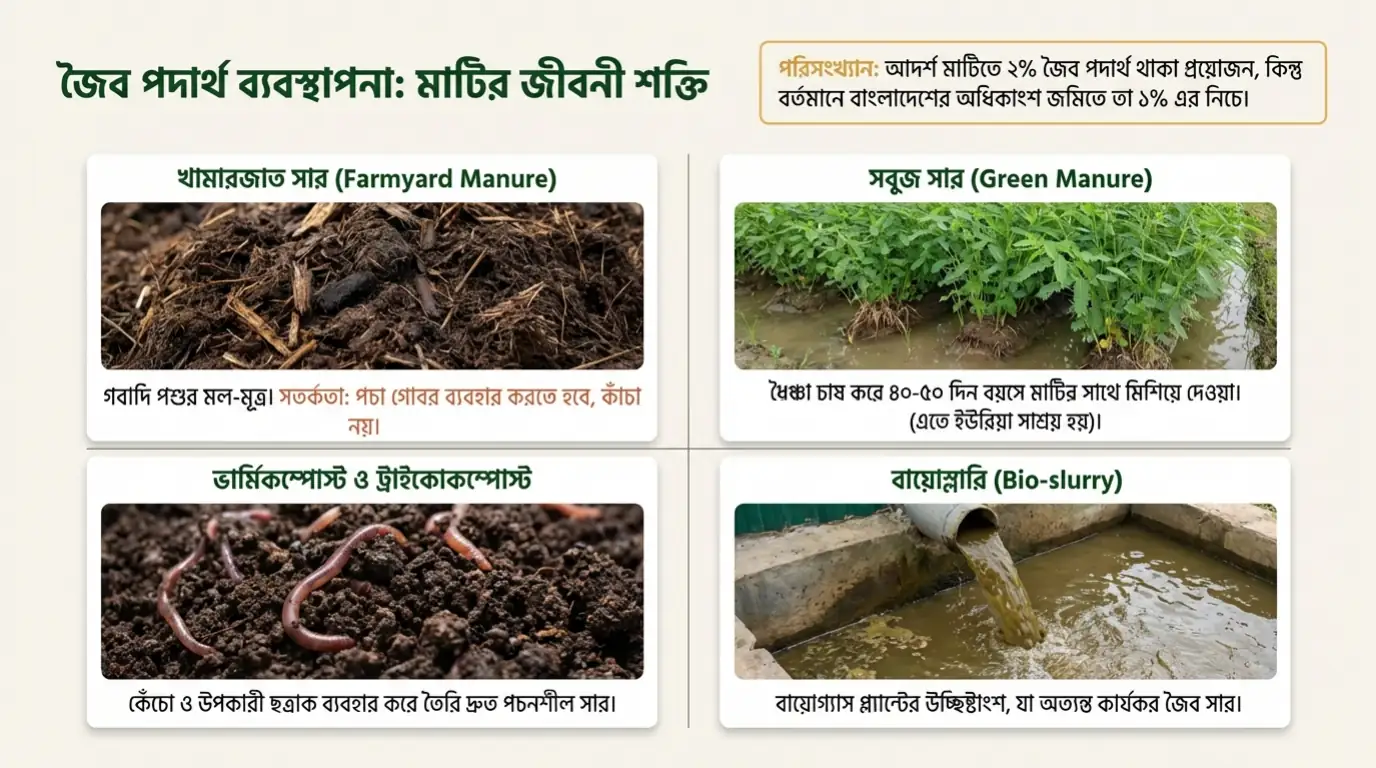 জৈব পদার্থ ব্যবস্থাপনা: মাটির জীবনী শক্তি
পরিসংখ্যান: আদর্শ মাটিতে ২% জৈব পদার্থ থাকা প্রয়োজন, কিন্তু
বর্তমানে বাংলাদেশের অধিকাংশ জমিতে তা ১% এর নিচে।
খামারজাত সার (Farmyard Manure)
গবাদি পশুর মল-মূত্র। সতর্কতা: পচা গোবর ব্যবহার করতে হবে, কাঁচা
নয়।
সবুজ সার (Green Manure)
ধৈঞ্চা চাষ করে ৪০-৫০ দিন বয়সে মাটির সাথে মিশিয়ে দেওয়া।
(এতে ইউরিয়া সাশ্রয় হয়)।
ভার্মিকম্পোস্ট ও ট্রাইকোকম্পোস্ট
কেঁচো ও উপকারী ছত্রাক ব্যবহার করে তৈরি দ্রুত পচনশীল সার।
বায়োস্লারি (Bio-slurry)
বায়োগ্যাস প্ল্যান্টের উচ্ছিষ্টাংশ, যা অত্যন্ত কার্যকর জৈব সার।